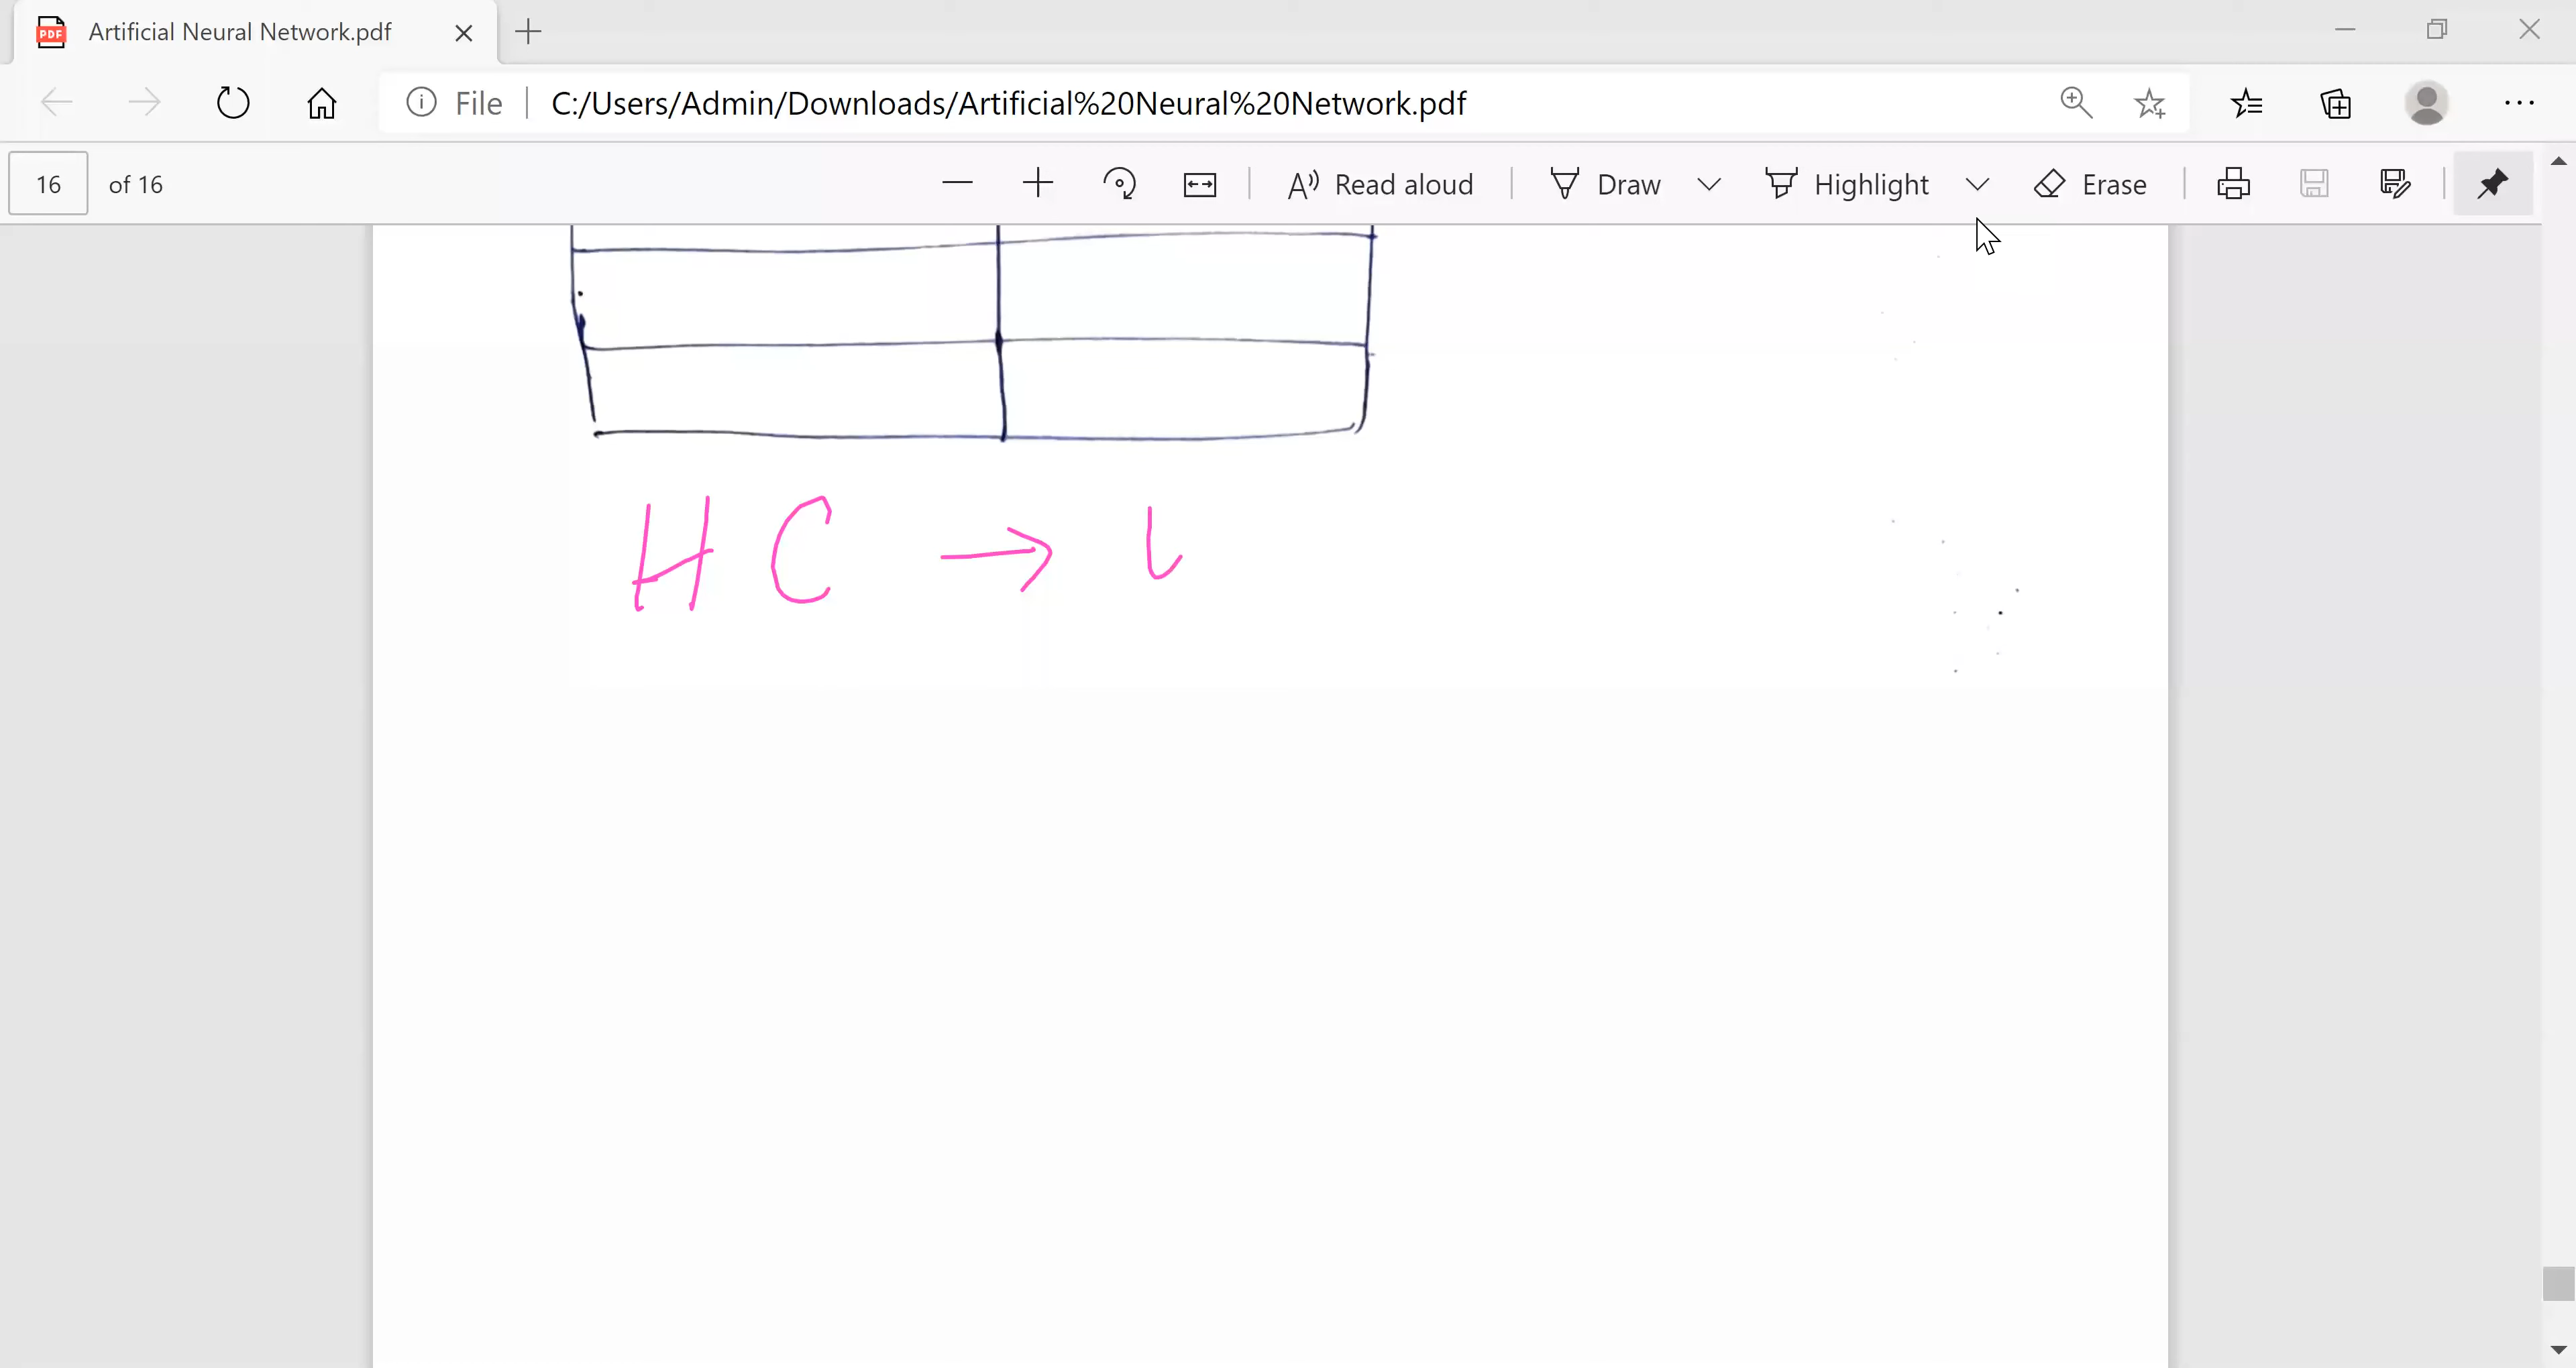 Artificial Neural Network.pdf
File | C:/Users/Admin/Downloads/Artificial%20Neural%20Network.pdf
16 of 16 Read aloud Draw Highlight Erase
H C →